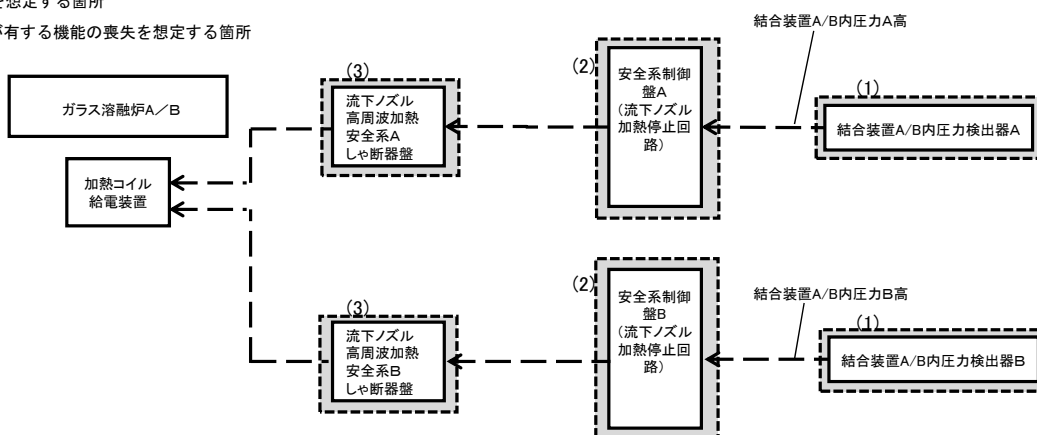 を想定する箇所
が有する機能の喪失を想定する箇所
結合装置A/B内圧力A高
(3)
(2)
(1)
ガラス溶融炉A/B
流下ノズル
高周波加熱
安全系A
しゃ断器盤
安全系制御
盤A
(流下ノズル
加熱停止回
路)
結合装置A/B内圧力検出器A
加熱コイル
給電装置
(3)
(2)
(1)
結合装置A/B内圧力B高
流下ノズル
高周波加熱
安全系B
しゃ断器盤
安全系制御
盤B
(流下ノズル
加熱停止回
路)
結合装置A/B内圧力検出器B